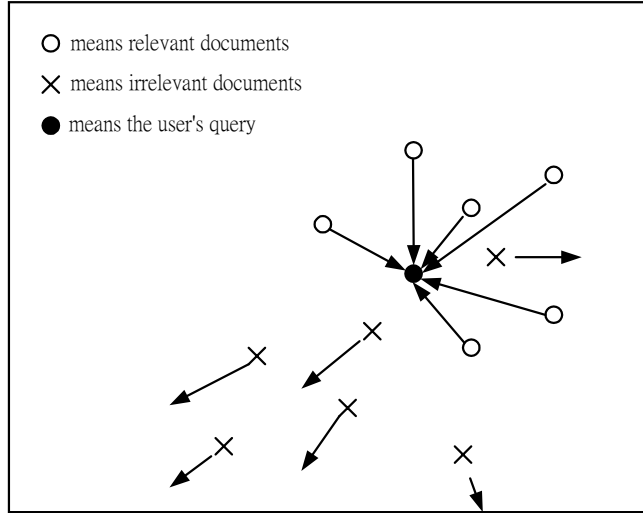 means relevant documents
means irrelevant documents
means the user's query